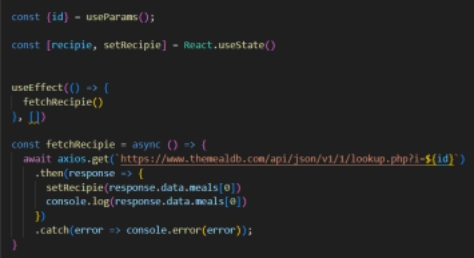 const {id} = useParams();
const [recipie, setRecipie] = React.useState()
useEffect(() => {
fetchRecipie()
}, [])
const fetchRecipie = async () => {
await axios.get(`https://www.themealdb.com/api/json/v1/1/lookup.php?i=${id}`)
.then(response => {
setRecipie(response.data.meals[0])
console.log(response.data.meals[0])
})
.catch(error => console.error(error));
}